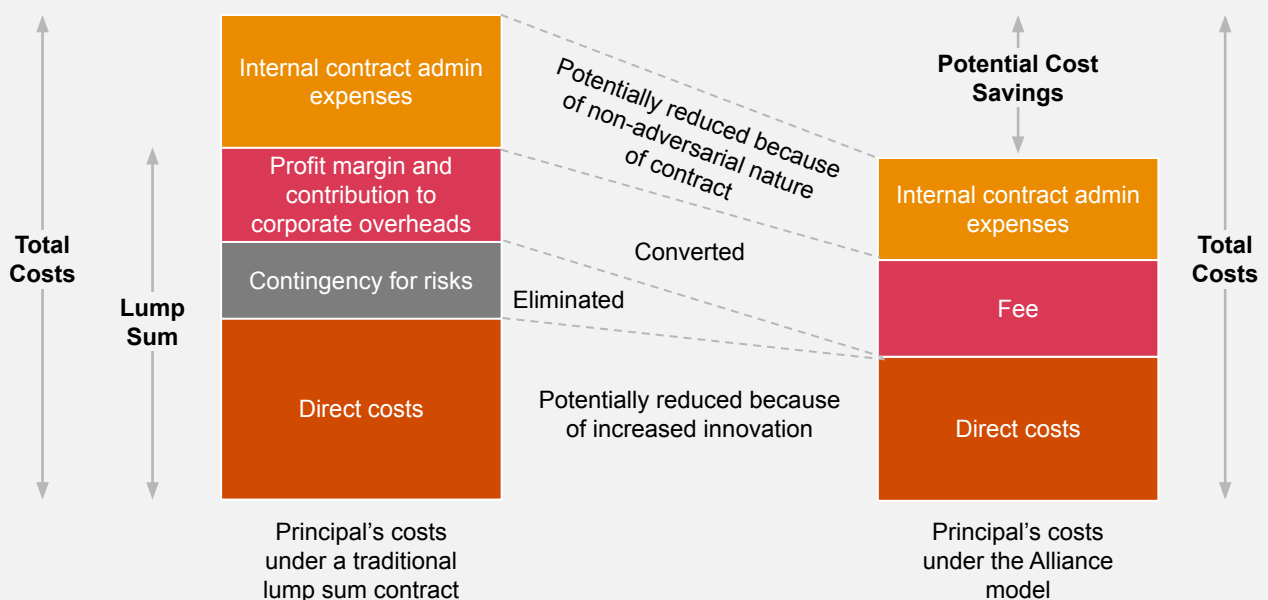 Total
Costs
Lump
Sum
Internal contract admin
expenses
Profit margin and
contribution to
corporate overheads
Contingency for risks
Direct costs
Principal’s costs
under a traditional
lump sum contract
Potentially reduced because
of non-adversarial nature
of contract
Converted
Eliminated
Potentially reduced because
of increased innovation
Potential Cost
Savings
Internal contract admin
expenses
Fee
Direct costs
Principal’s costs
under the Alliance
model
Total
Costs